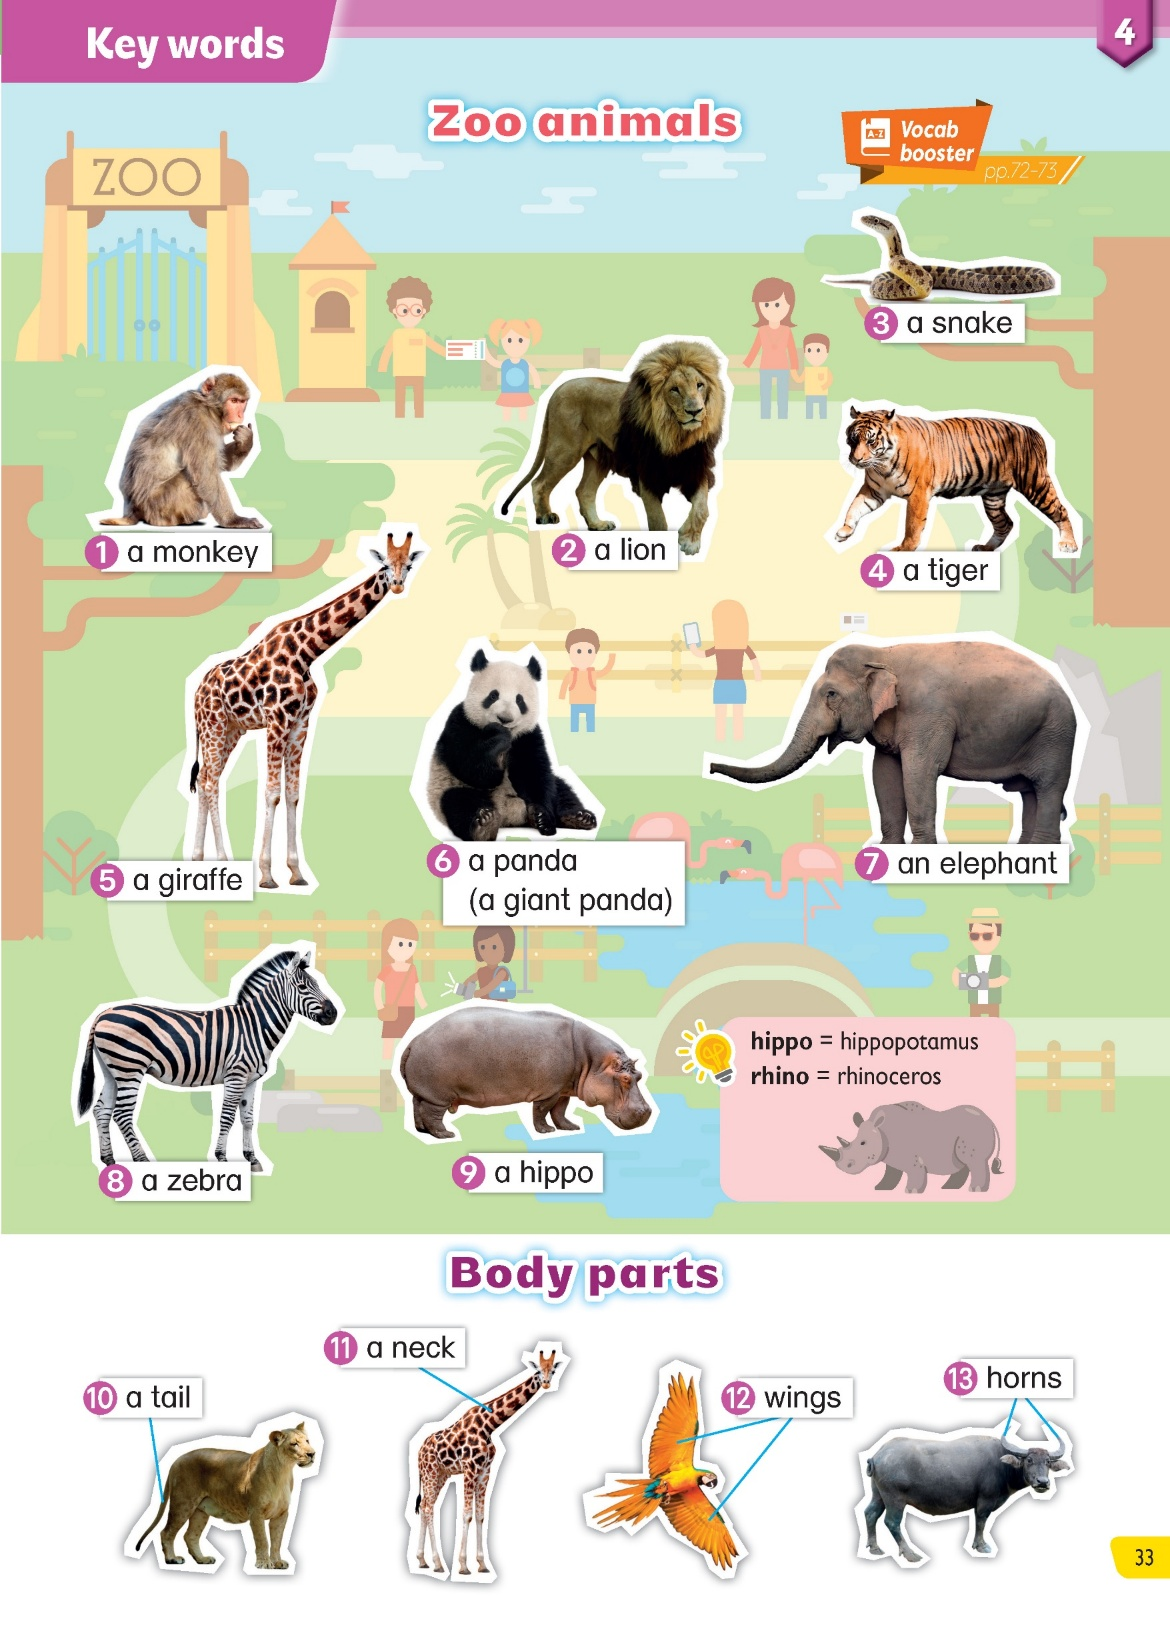 Key words
4
Zoo animals
ZOO
A-Z
Vocab
booster
pp.72–73
3 a snake
1 a monkey
2 a lion
4 a tiger
5 a giraffe
6 a panda
(a giant panda)
7 an elephant
8 a zebra
9 a hippo
hippo = hippopotamus
rhino = rhinoceros
Body parts
10 a tail
11 a neck
12 wings
13 horns
33